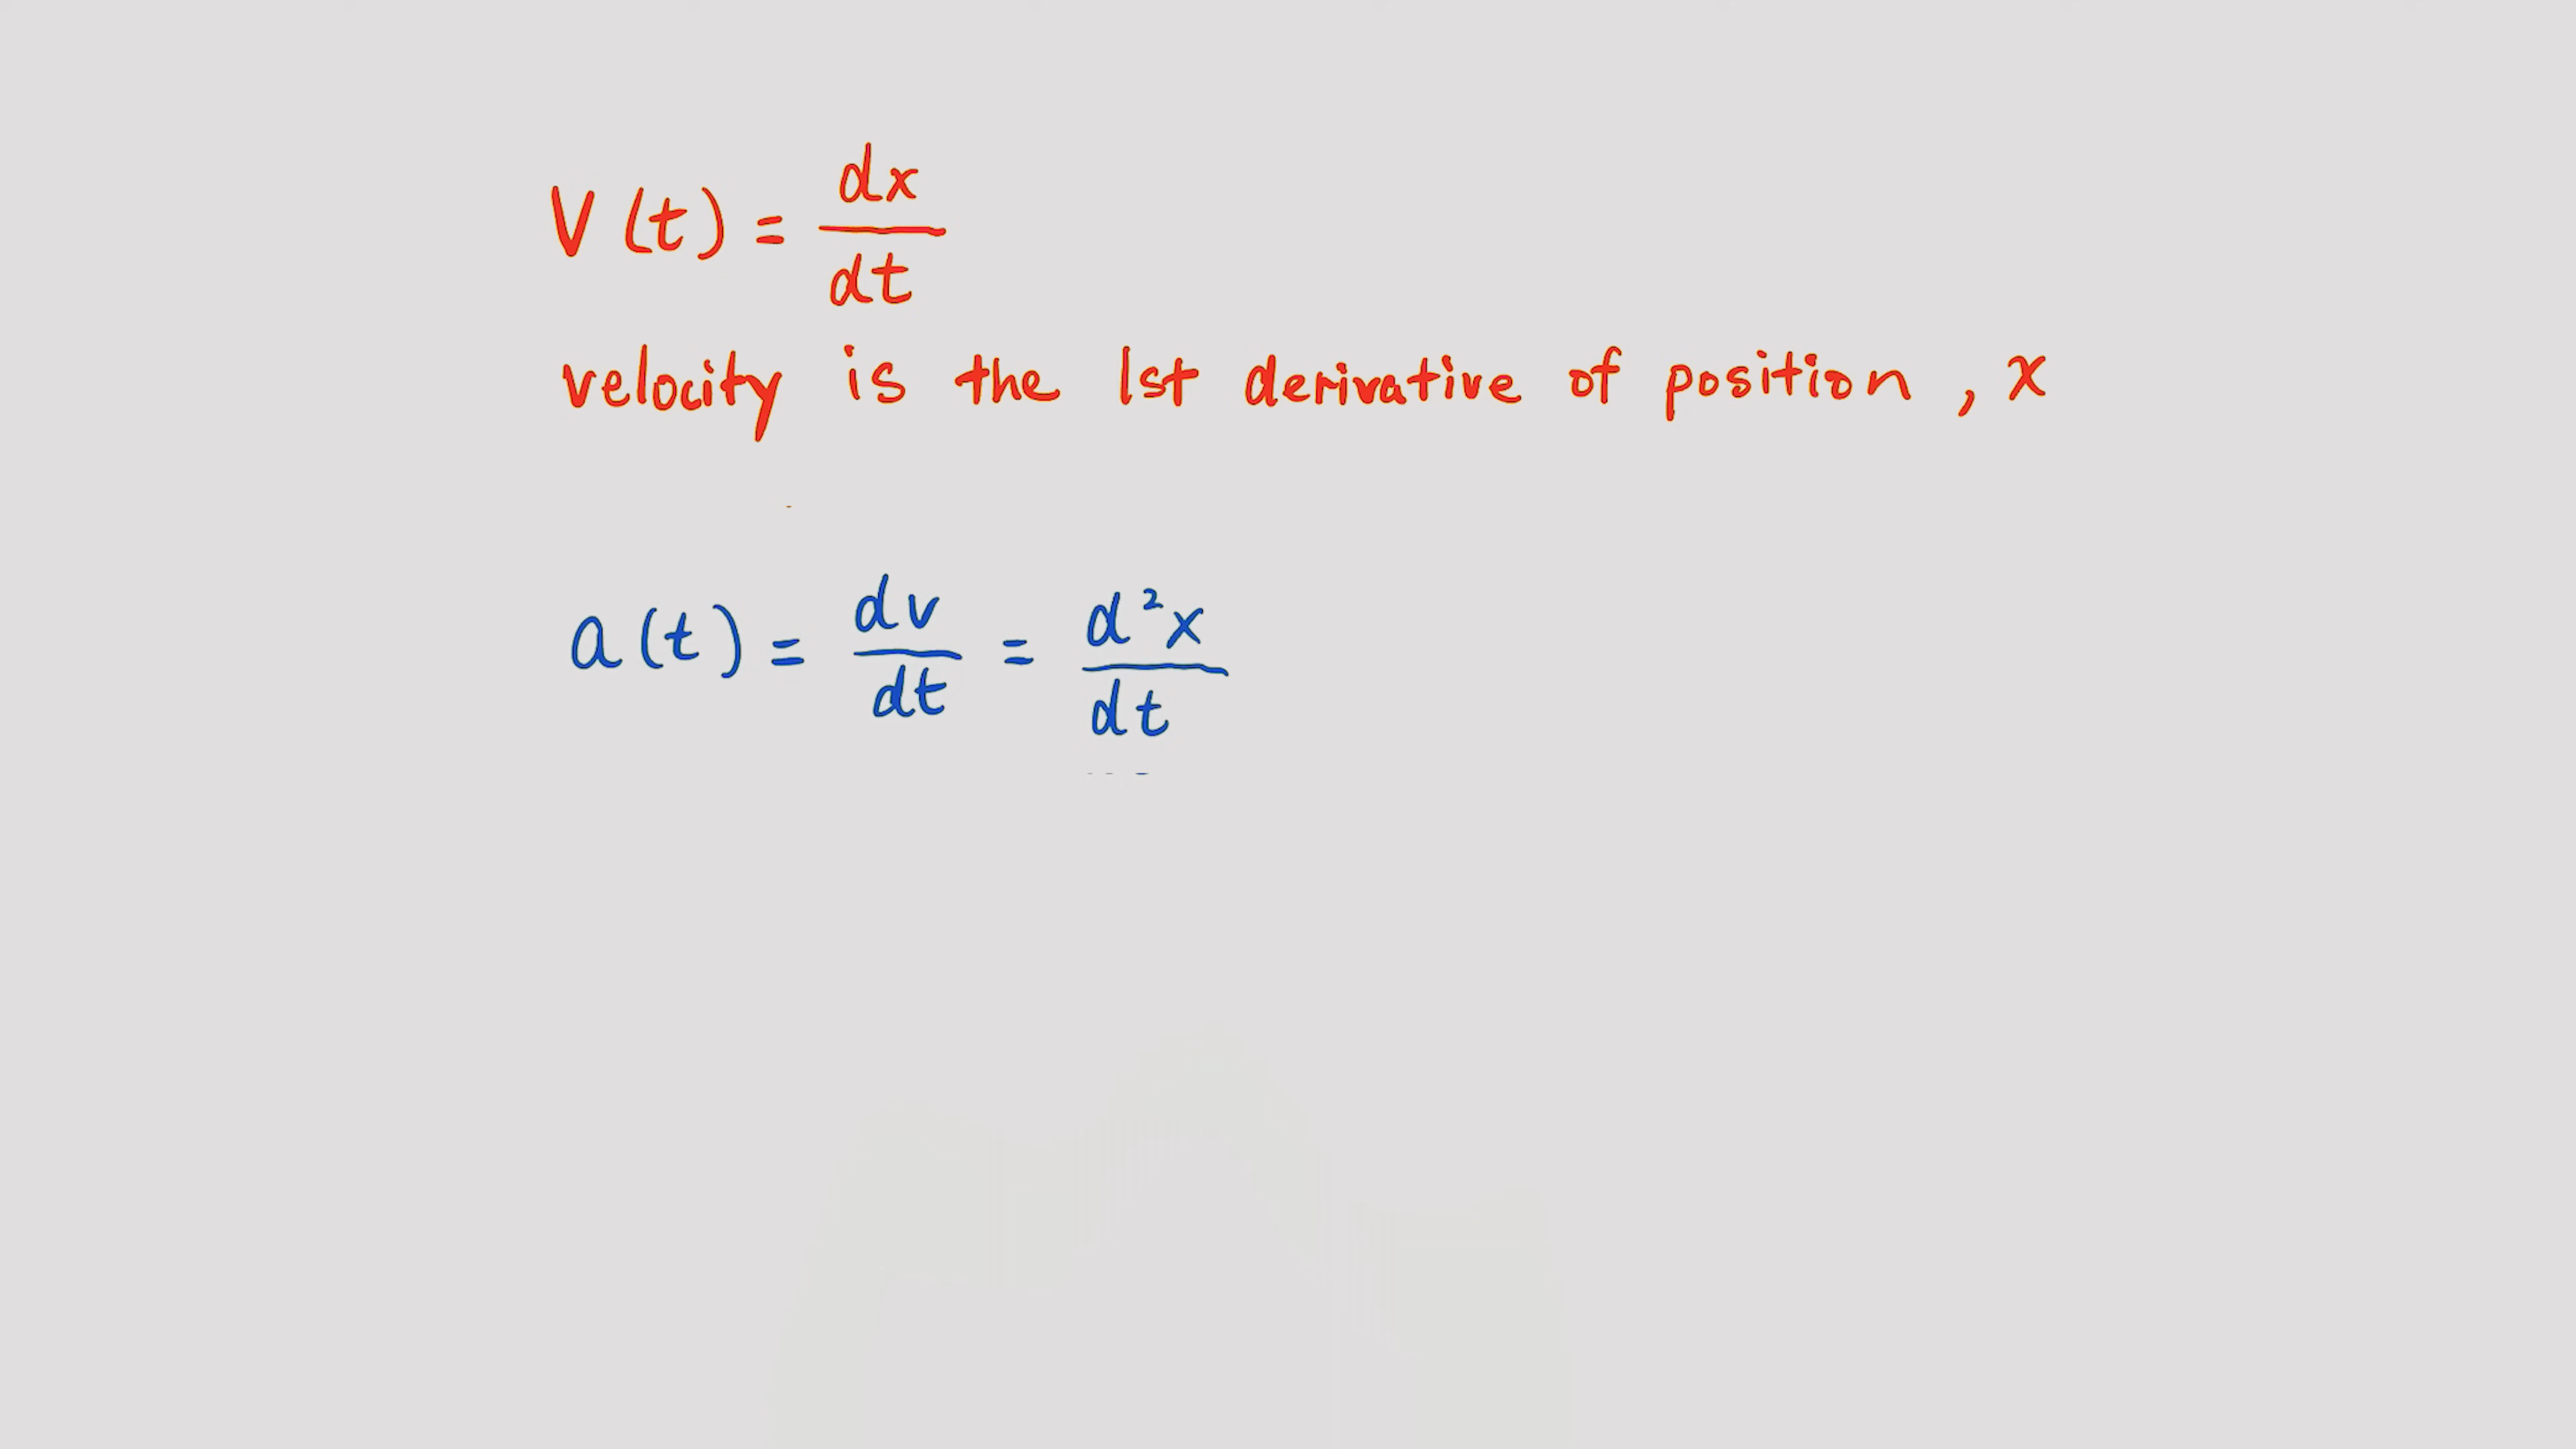 V(t) = dx/dt
velocity is the 1st derivative of position, x
a(t) = dv/dt = d²x/dt